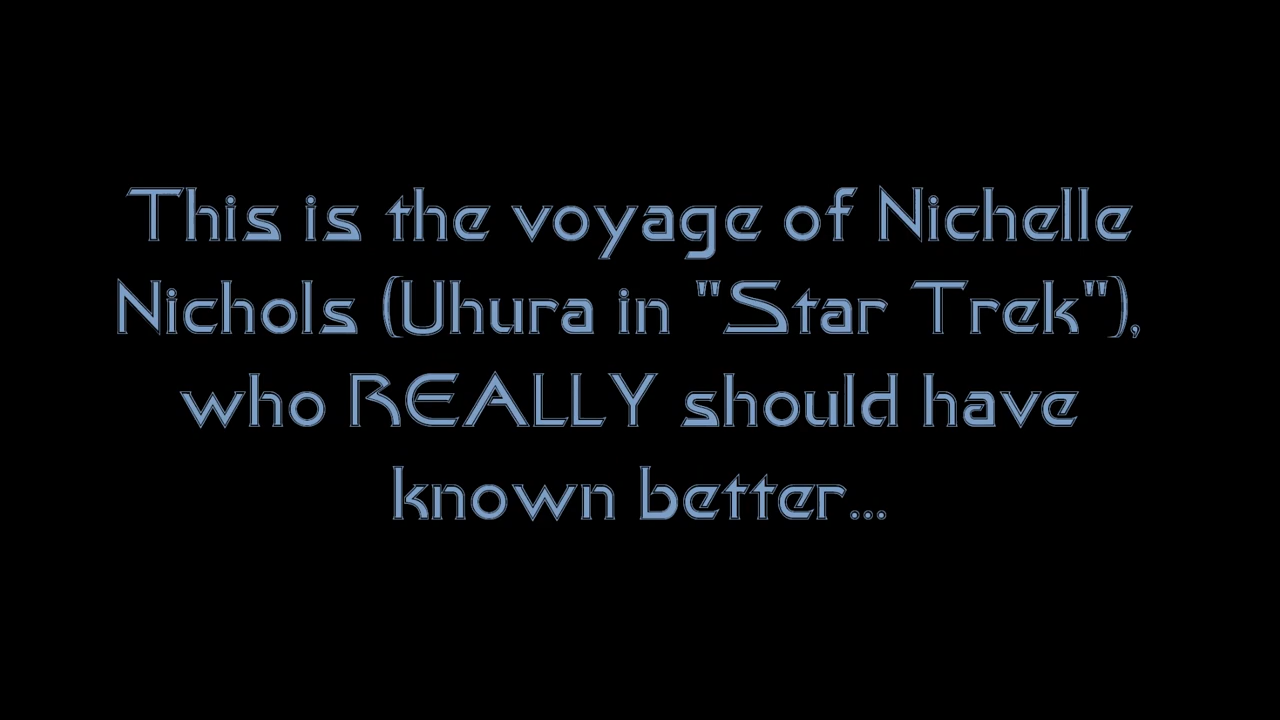 This is the voyage of Nichelle
Nichols (Uhura in "Star Trek"),
who REALLY should have
known better...